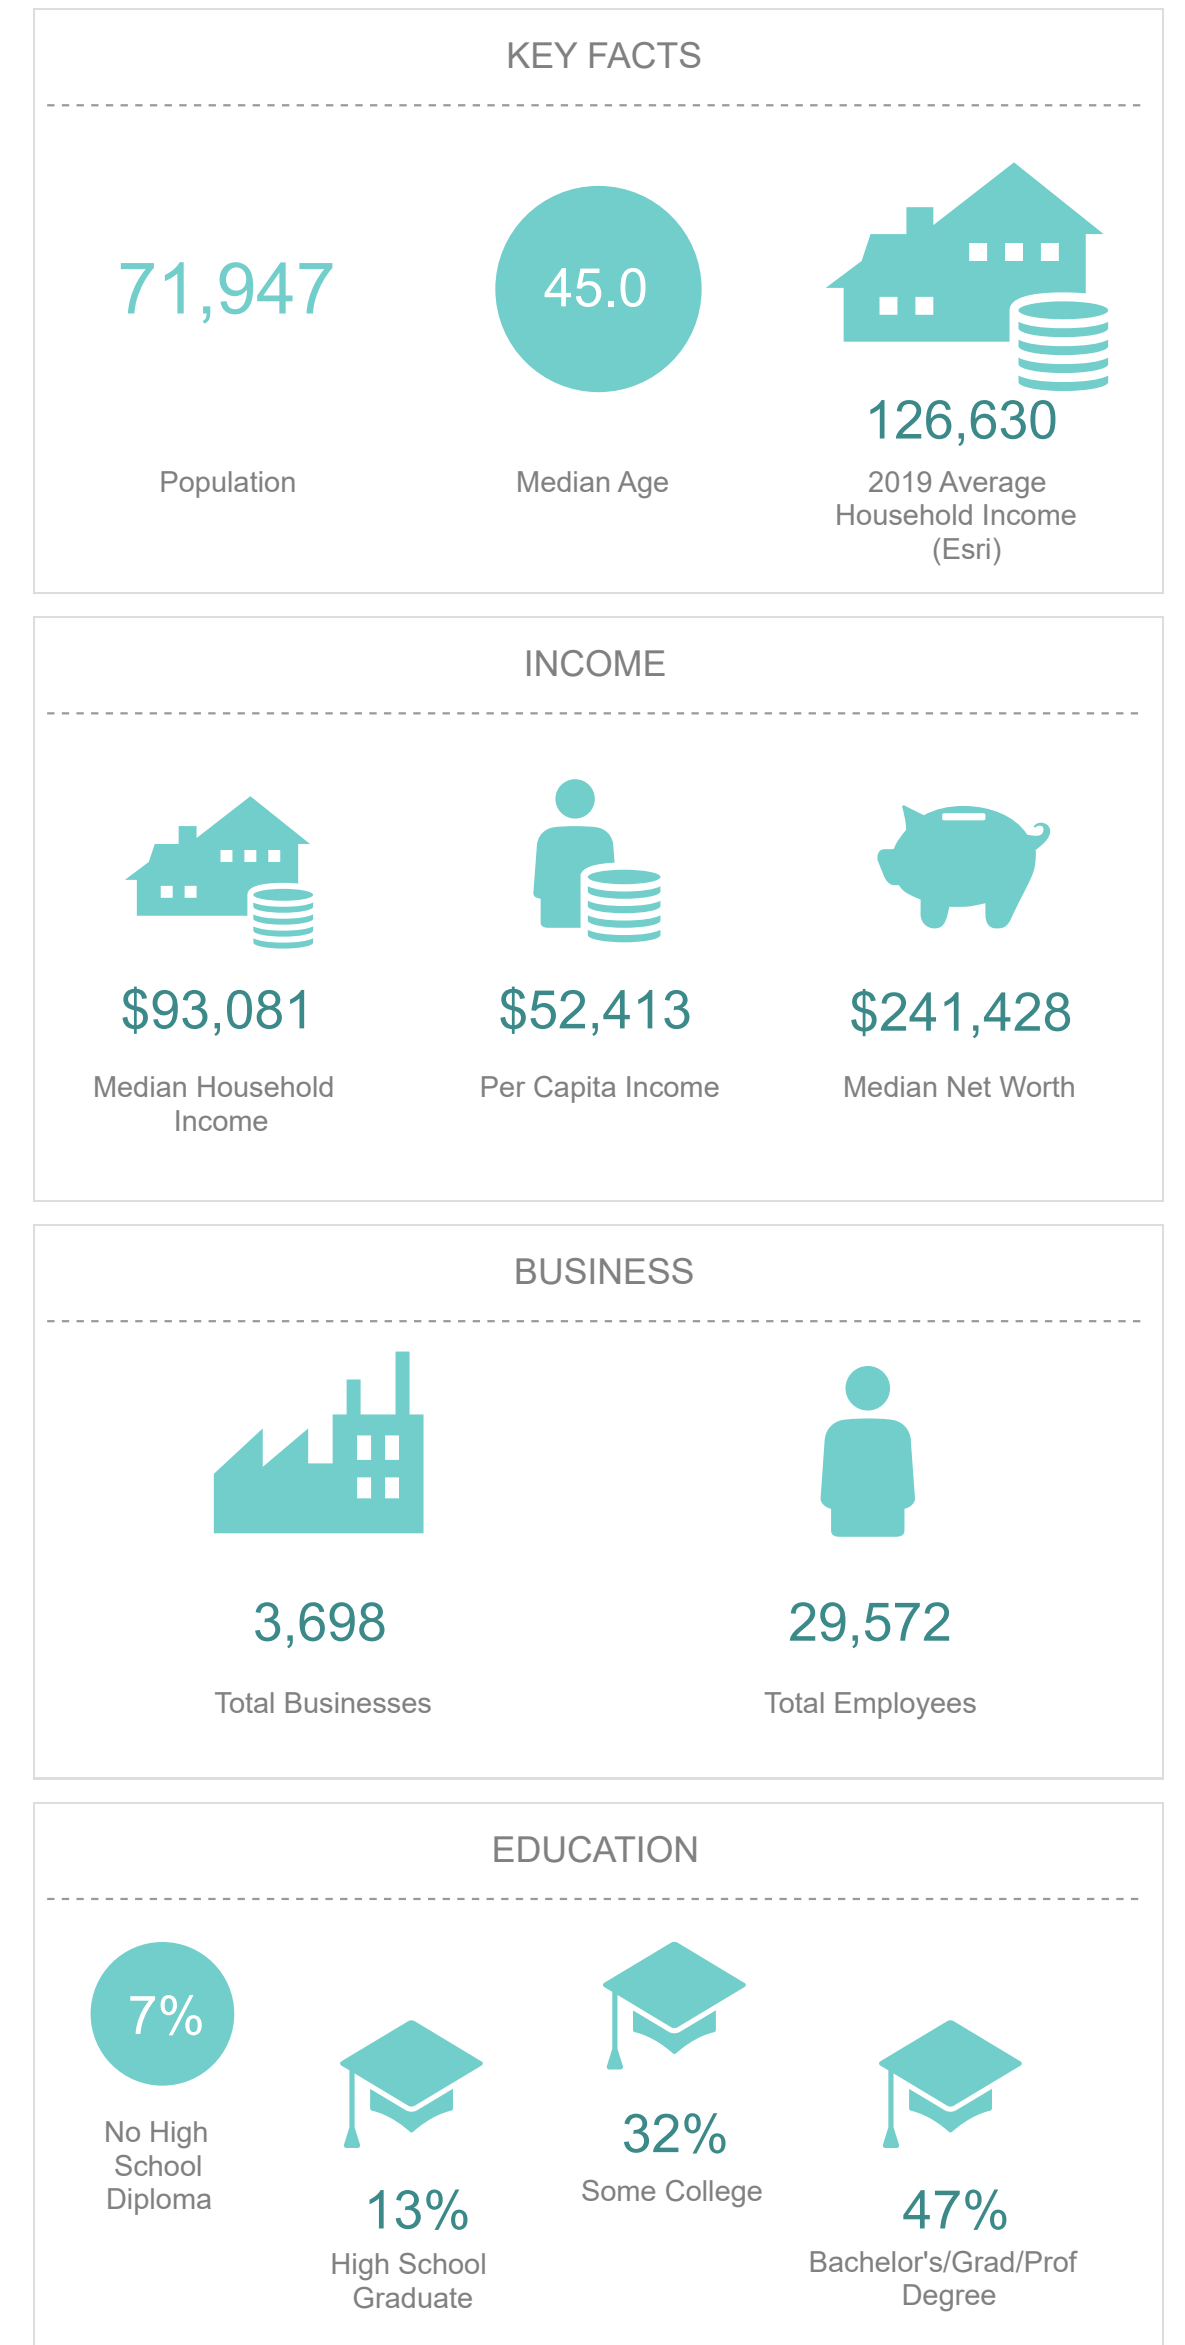 KEY FACTS
71,947
Population
45.0
Median Age
126,630
2019 Average
Household Income
(Esri)
INCOME
$93,081
Median Household
Income
$52,413
Per Capita Income
$241,428
Median Net Worth
BUSINESS
3,698
Total Businesses
29,572
Total Employees
EDUCATION
7%
No High
School
Diploma
13%
High School
Graduate
32%
Some College
47%
Bachelor's/Grad/Prof
Degree